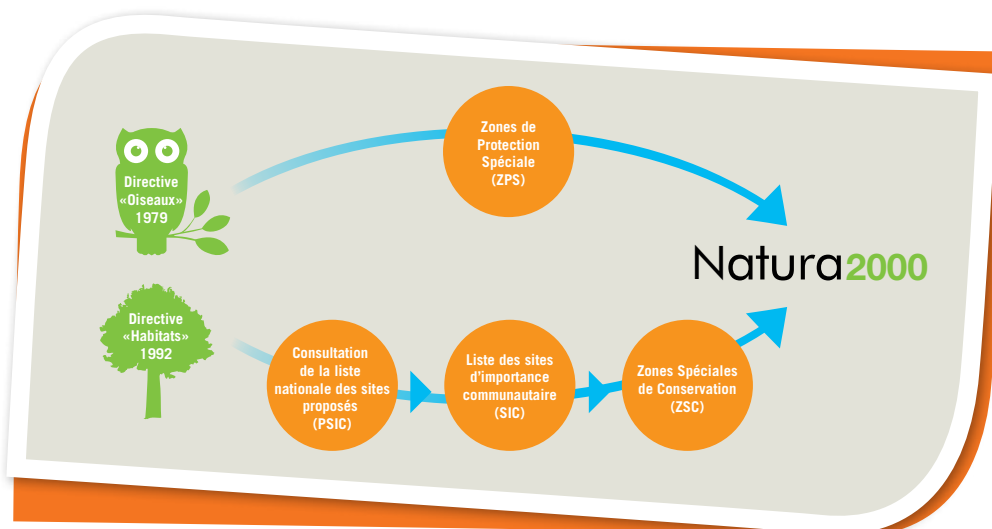 Zones de
Protection
Spéciale
(ZPS)
Directive
«Oiseaux»
1979
Natura2000
Directive
«Habitats»
1992
Consultation
de la liste
nationale des sites
proposés
(PSIC)
Liste des sites
d'importance
communautaire
(SIC)
Zones Spéciales
de Conservation
(ZSC)